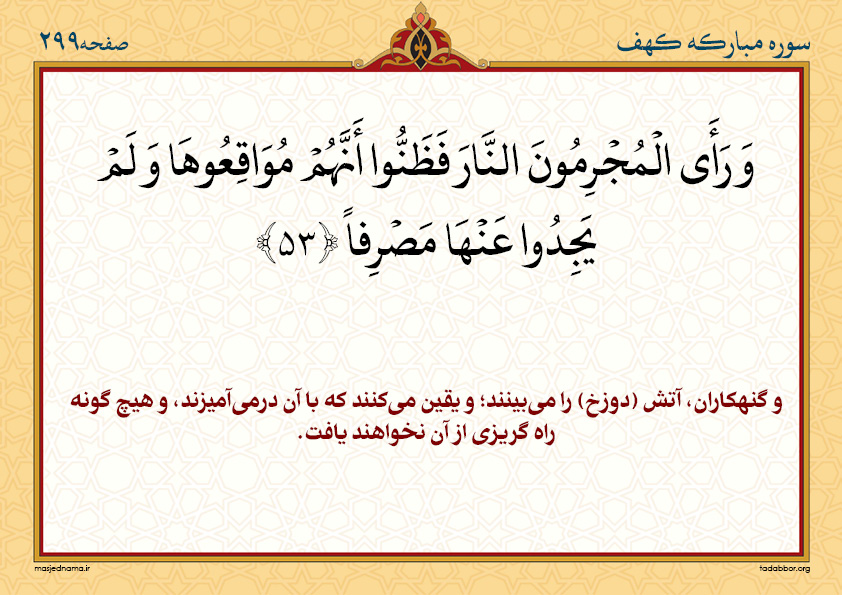 سوره مبارکه کهف
صفحه۲۹۹
وَ رَأَى الْمُجْرِمُونَ النَّارَ فَظَنُّوا أَنَّهُمْ مُوَاقِعُوهَا وَ لَمْ
يَجِدُوا عَنْهَا مَصْرِفاً ﴿۵۳﴾
و گنهکاران، آتش (دوزخ) را می‌بینند؛ و یقین می‌کنند که با آن درمی‌آمیزند، و هیچ گونه
راه گریزی از آن نخواهند یافت.
masjednama.ir
tadabbor.org